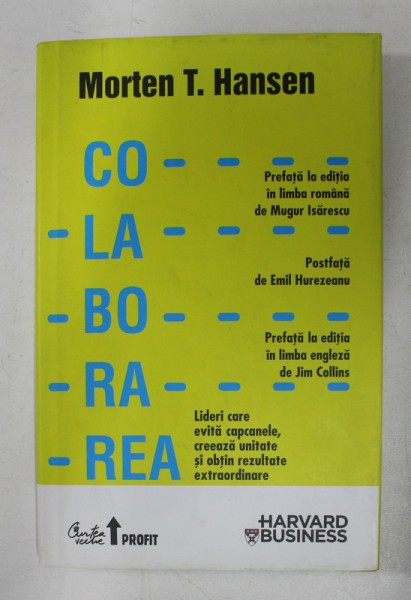 Morten T. Hansen
CO - - - -
- LA - - - -
- BO - - - -
- RA - - - -
- REA
Prefață la ediția
în limba română
de Mugur Isărescu
Postfață
de Emil Hurezeanu
Prefață la ediția
în limba engleză
de Jim Collins
Lideri care
evită capcanele,
creează unitate
și obțin rezultate
extraordinare
Curtea
veche
PROFIT
HARVARD
BUSINESS